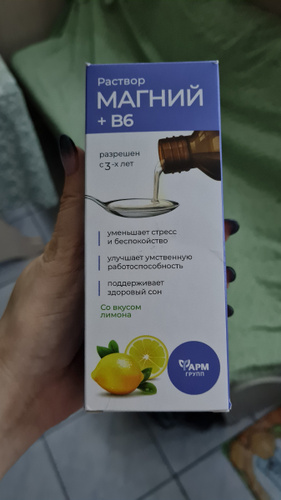 Раствор
МАГНИЙ
+ В6
разрешен
с 3-х лет
уменьшает стресс
и беспокойство
улучшает умственную
работоспособность
поддерживает
здоровый сон
Со вкусом
лимона
ФАРМ
ГРУПП